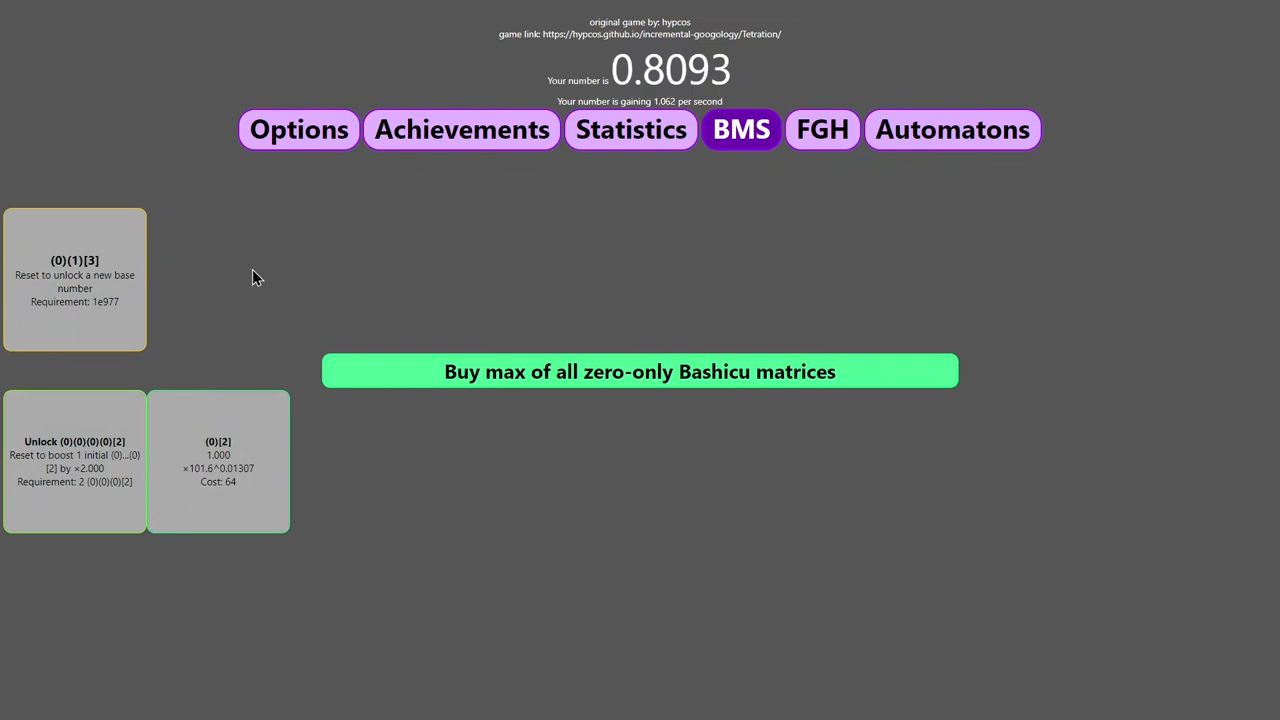 original game by: hypcos
game link: https://hypcos.github.io/incremental-googology/Tetration/
Your number is 0.8093
Your number is gaining 1.062 per second
Options Achievements Statistics BMS FGH Automatons
(0)(1)[3]
Reset to unlock a new base
number
Requirement: 1e977
Buy max of all zero-only Bashicu matrices
Unlock (0)(0)(0)(0)[2]
Reset to boost 1 initial (0)...(0)
[2] by ×2.000
Requirement: 2 (0)(0)(0)[2]
(0)[2]
1.000
×101.6^0.01307
Cost: 64